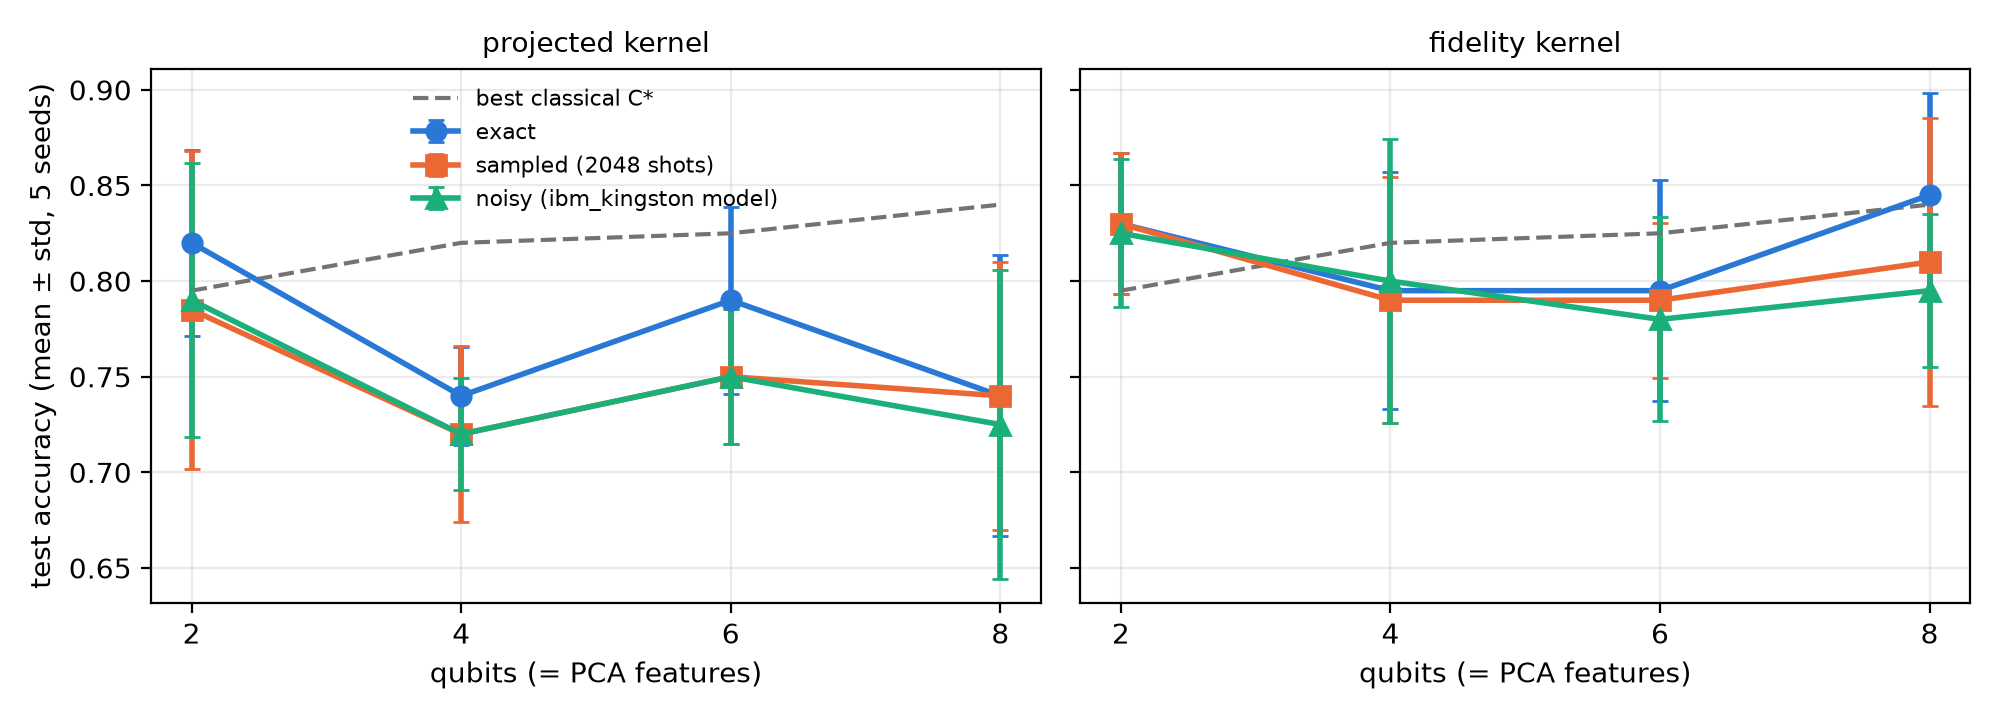 projected kernel
fidelity kernel
test accuracy (mean ± std, 5 seeds)
0.90
0.85
0.80
0.75
0.70
0.65
best classical C*
exact
sampled (2048 shots)
noisy (ibm_kingston model)
2 4 6 8
2 4 6 8
qubits (= PCA features)
qubits (= PCA features)